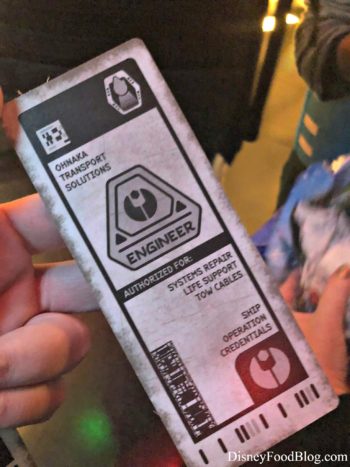 OHNAKA
TRANSPORT
SOLUTIONS
ENGINEER
AUTHORIZED FOR:
SYSTEMS REPAIR
LIFE SUPPORT
TOW CABLES
SHIP
OPERATION
CREDENTIALS
DisneyFoodBlog.com